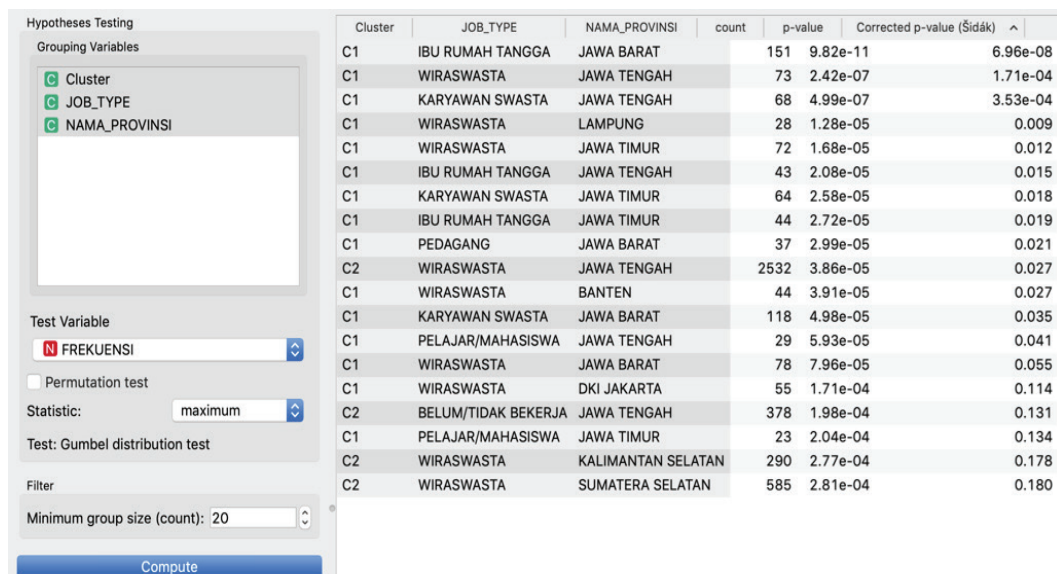 Hypotheses Testing
Grouping Variables
C Cluster
C JOB_TYPE
C NAMA_PROVINSI
Test Variable
N FREKUENSI
Permutation test
Statistic: maximum
Test: Gumbel distribution test
Filter
Minimum group size (count): 20
Compute
Cluster JOB_TYPE NAMA_PROVINSI count p-value Corrected p-value (Šidák)
C1 IBU RUMAH TANGGA JAWA BARAT 151 9.82e-11 6.96e-08
C1 WIRASWASTA JAWA TENGAH 73 2.42e-07 1.71e-04
C1 KARYAWAN SWASTA JAWA TENGAH 68 4.99e-07 3.53e-04
C1 WIRASWASTA LAMPUNG 28 1.28e-05 0.009
C1 WIRASWASTA JAWA TIMUR 72 1.68e-05 0.012
C1 IBU RUMAH TANGGA JAWA TENGAH 43 2.08e-05 0.015
C1 KARYAWAN SWASTA JAWA TIMUR 64 2.58e-05 0.018
C1 IBU RUMAH TANGGA JAWA TIMUR 44 2.72e-05 0.019
C1 PEDAGANG JAWA BARAT 37 2.99e-05 0.021
C2 WIRASWASTA JAWA TENGAH 2532 3.86e-05 0.027
C1 WIRASWASTA BANTEN 44 3.91e-05 0.027
C1 KARYAWAN SWASTA JAWA BARAT 118 4.98e-05 0.035
C1 PELAJAR/MAHASISWA JAWA TENGAH 29 5.93e-05 0.041
C1 WIRASWASTA JAWA BARAT 78 7.96e-05 0.055
C1 WIRASWASTA DKI JAKARTA 55 1.71e-04 0.114
C2 BELUM/TIDAK BEKERJA JAWA TENGAH 378 1.98e-04 0.131
C1 PELAJAR/MAHASISWA JAWA TIMUR 23 2.04e-04 0.134
C2 WIRASWASTA KALIMANTAN SELATAN 290 2.77e-04 0.178
C2 WIRASWASTA SUMATERA SELATAN 585 2.81e-04 0.180